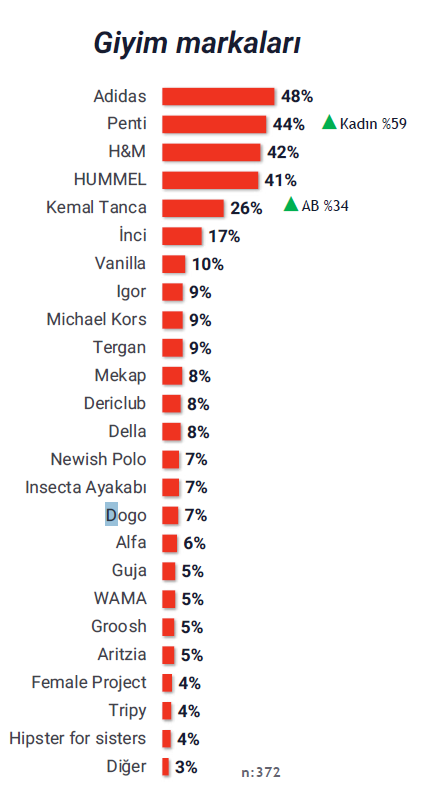 Giyim markaları
Adidas 48%
Penti 44% ▲ Kadın %59
H&M 42%
HUMMEL 41%
Kemal Tanca 26% ▲ AB %34
İnci 17%
Vanilla 10%
Igor 9%
Michael Kors 9%
Tergan 9%
Mekap 8%
Dericlub 8%
Della 8%
Newish Polo 7%
Insecta Ayakabı 7%
Dogo 7%
Alfa 6%
Guja 5%
WAMA 5%
Groosh 5%
Aritzia 5%
Female Project 4%
Tripy 4%
Hipster for sisters 4%
Diğer 3%
n:372